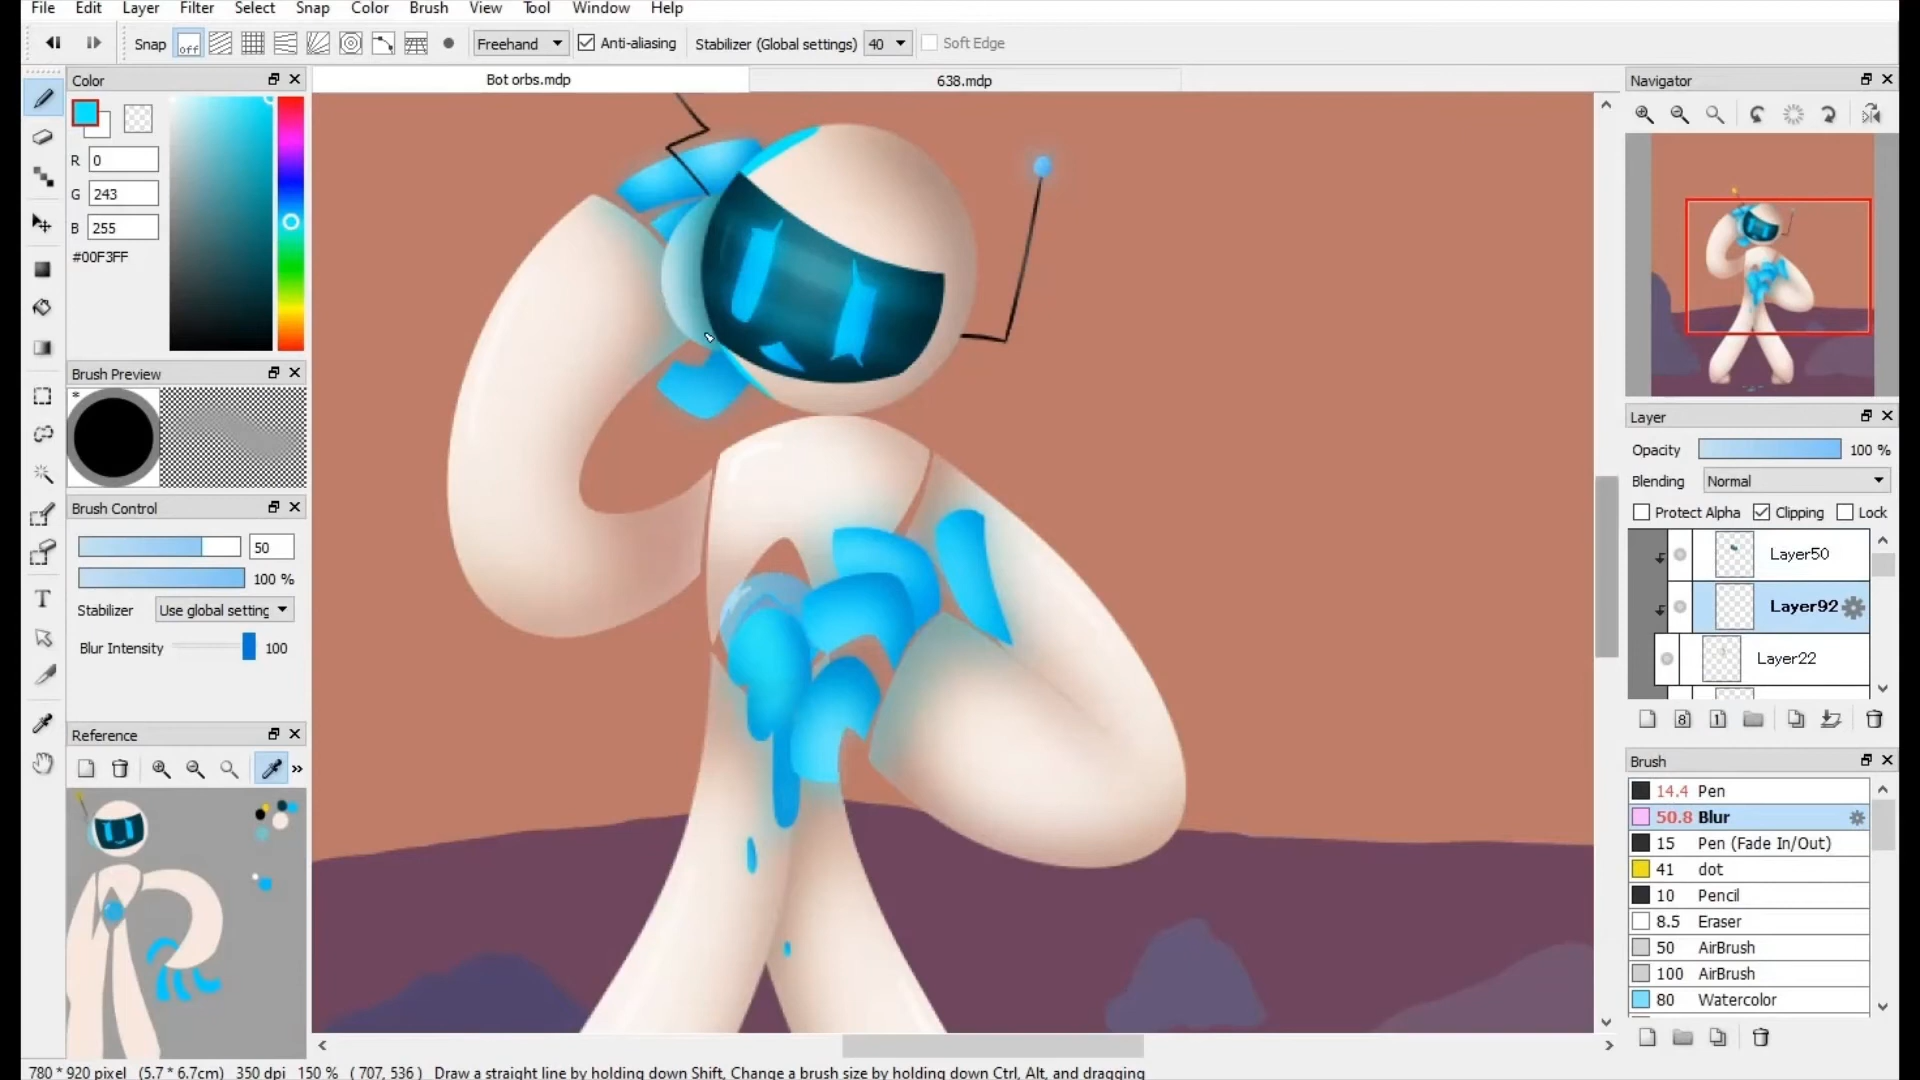 File Edit Layer Filter Select Snap Color Brush View Tool Window Help
Snap off Freehand Anti-aliasing Stabilizer (Global settings) 40 Soft Edge
Color
R 0
G 243
B 255
#00F3FF
Brush Preview
*
Brush Control
50
100 %
Stabilizer Use global setting
Blur Intensity 100
Reference
Bot orbs.mdp 638.mdp
Navigator
Layer
Opacity 100 %
Blending Normal
Protect Alpha Clipping Lock
Layer50
Layer92
Layer22
8 1
Brush
14.4 Pen
50.8 Blur
15 Pen (Fade In/Out)
41 dot
10 Pencil
8.5 Eraser
50 AirBrush
100 AirBrush
80 Watercolor
780 * 920 pixel (5.7 * 6.7cm) 350 dpi 150 % ( 707, 536 ) Draw a straight line by holding down Shift, Change a brush size by holding down Ctrl, Alt, and dragging